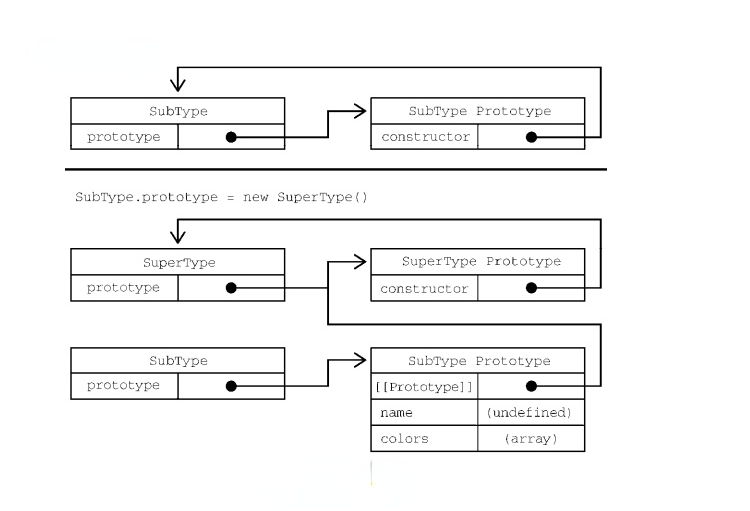 SubType SubType Prototype
prototype constructor
SubType.prototype = new SuperType()
SuperType SuperType Prototype
prototype constructor
SubType SubType Prototype
prototype [[Prototype]]
name (undefined)
colors (array)